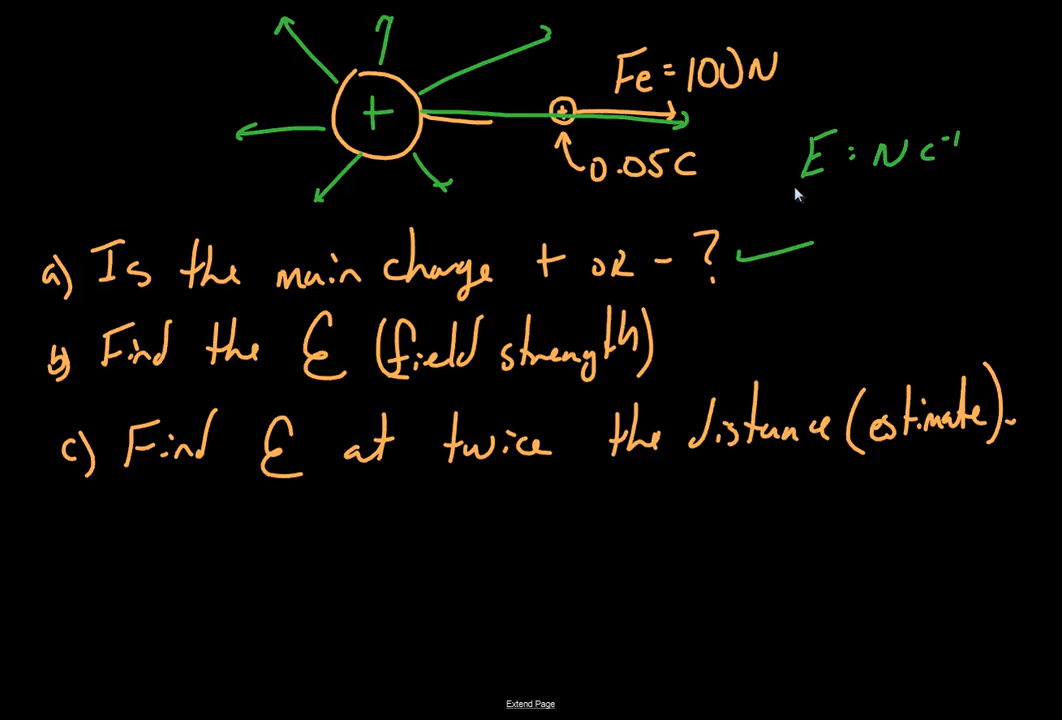 +
+
Fe = 100N
0.05C
E : N C⁻¹
a) Is the main charge + OR - ?
b) Find the E (field strength)
c) Find E at twice the distance (estimate).
Extend Page